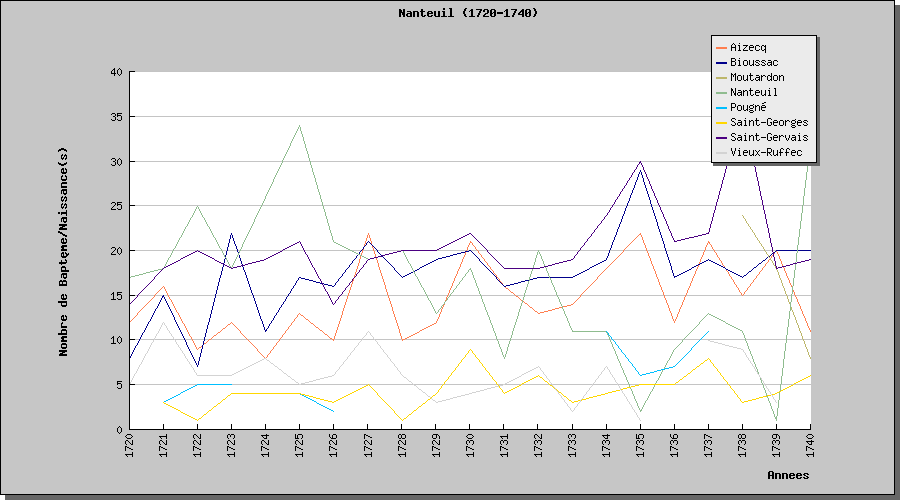 Nanteuil (1720-1740)
Aizecq
Bioussac
Moutardon
Nanteuil
Pougné
Saint-Georges
Saint-Gervais
Vieux-Ruffec
Nombre de Baptęme/Naissance(s)
40
35
30
25
20
15
10
5
0
1720 1721 1722 1723 1724 1725 1726 1727 1728 1729 1730 1731 1732 1733 1734 1735 1736 1737 1738 1739 1740
Annees